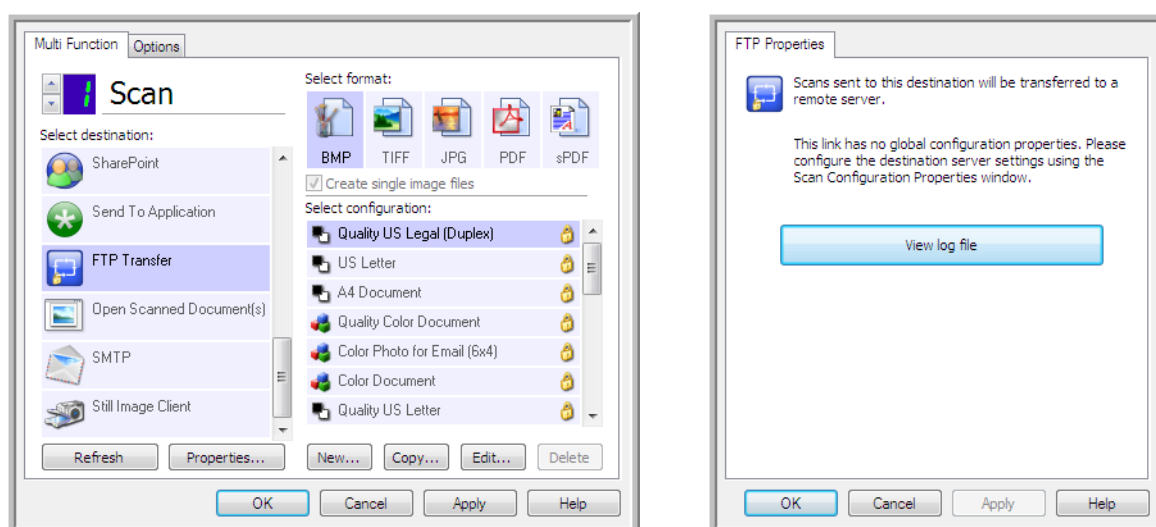 Multi Function
Options
1
Scan
Select destination:
SharePoint
Send To Application
FTP Transfer
Open Scanned Document(s)
SMTP
Still Image Client
Refresh
Properties...
Select format:
BMP
TIFF
JPG
PDF
sPDF
Create single image files
Select configuration:
Quality US Legal (Duplex)
US Letter
A4 Document
Quality Color Document
Color Photo for Email (6x4)
Color Document
Quality US Letter
New...
Copy...
Edit...
Delete
OK
Cancel
Apply
Help
FTP Properties
Scans sent to this destination will be transferred to a
remote server.
This link has no global configuration properties. Please
configure the destination server settings using the
Scan Configuration Properties window.
View log file
OK
Cancel
Apply
Help